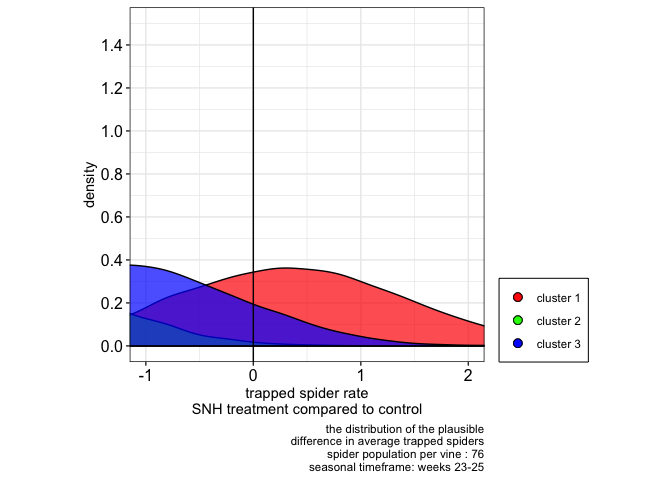 1.4
1.2
1.0
0.8
0.6
0.4
0.2
0.0
density
-1
0
1
2
trapped spider rate
SNH treatment compared to control
cluster 1
cluster 2
cluster 3
the distribution of the plausible
difference in average trapped spiders
spider population per vine : 76
seasonal timeframe: weeks 23-25